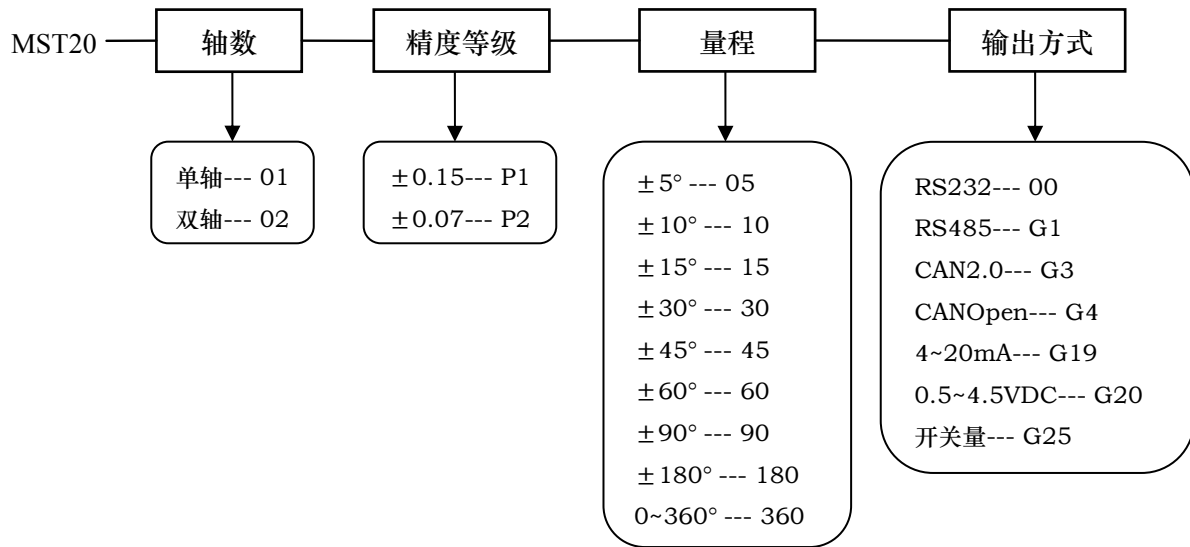 MST20 轴数 精度等级 量程 输出方式
单轴--- 01
双轴--- 02
±0.15--- P1
±0.07--- P2
±5° --- 05
±10° --- 10
±15° --- 15
±30° --- 30
±45° --- 45
±60° --- 60
±90° --- 90
±180° --- 180
0~360° --- 360
RS232--- 00
RS485--- G1
CAN2.0--- G3
CANOpen--- G4
4~20mA--- G19
0.5~4.5VDC--- G20
开关量--- G25